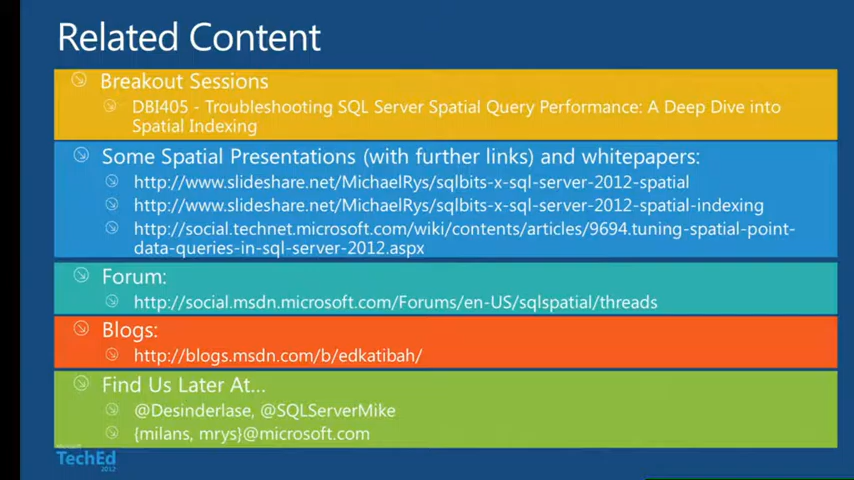 Related Content
Breakout Sessions
DBI405 - Troubleshooting SQL Server Spatial Query Performance: A Deep Dive into
Spatial Indexing
Some Spatial Presentations (with further links) and whitepapers:
http://www.slideshare.net/MichaelRys/sqlbits-x-sql-server-2012-spatial
http://www.slideshare.net/MichaelRys/sqlbits-x-sql-server-2012-spatial-indexing
http://social.technet.microsoft.com/wiki/contents/articles/9694.tuning-spatial-point-
data-queries-in-sql-server-2012.aspx
Forum:
http://social.msdn.microsoft.com/Forums/en-US/sqlspatial/threads
Blogs:
http://blogs.msdn.com/b/edkatibah/
Find Us Later At...
@Desinderlase, @SQLServerMike
{milans, mrys}@microsoft.com
Microsoft
TechEd
2012